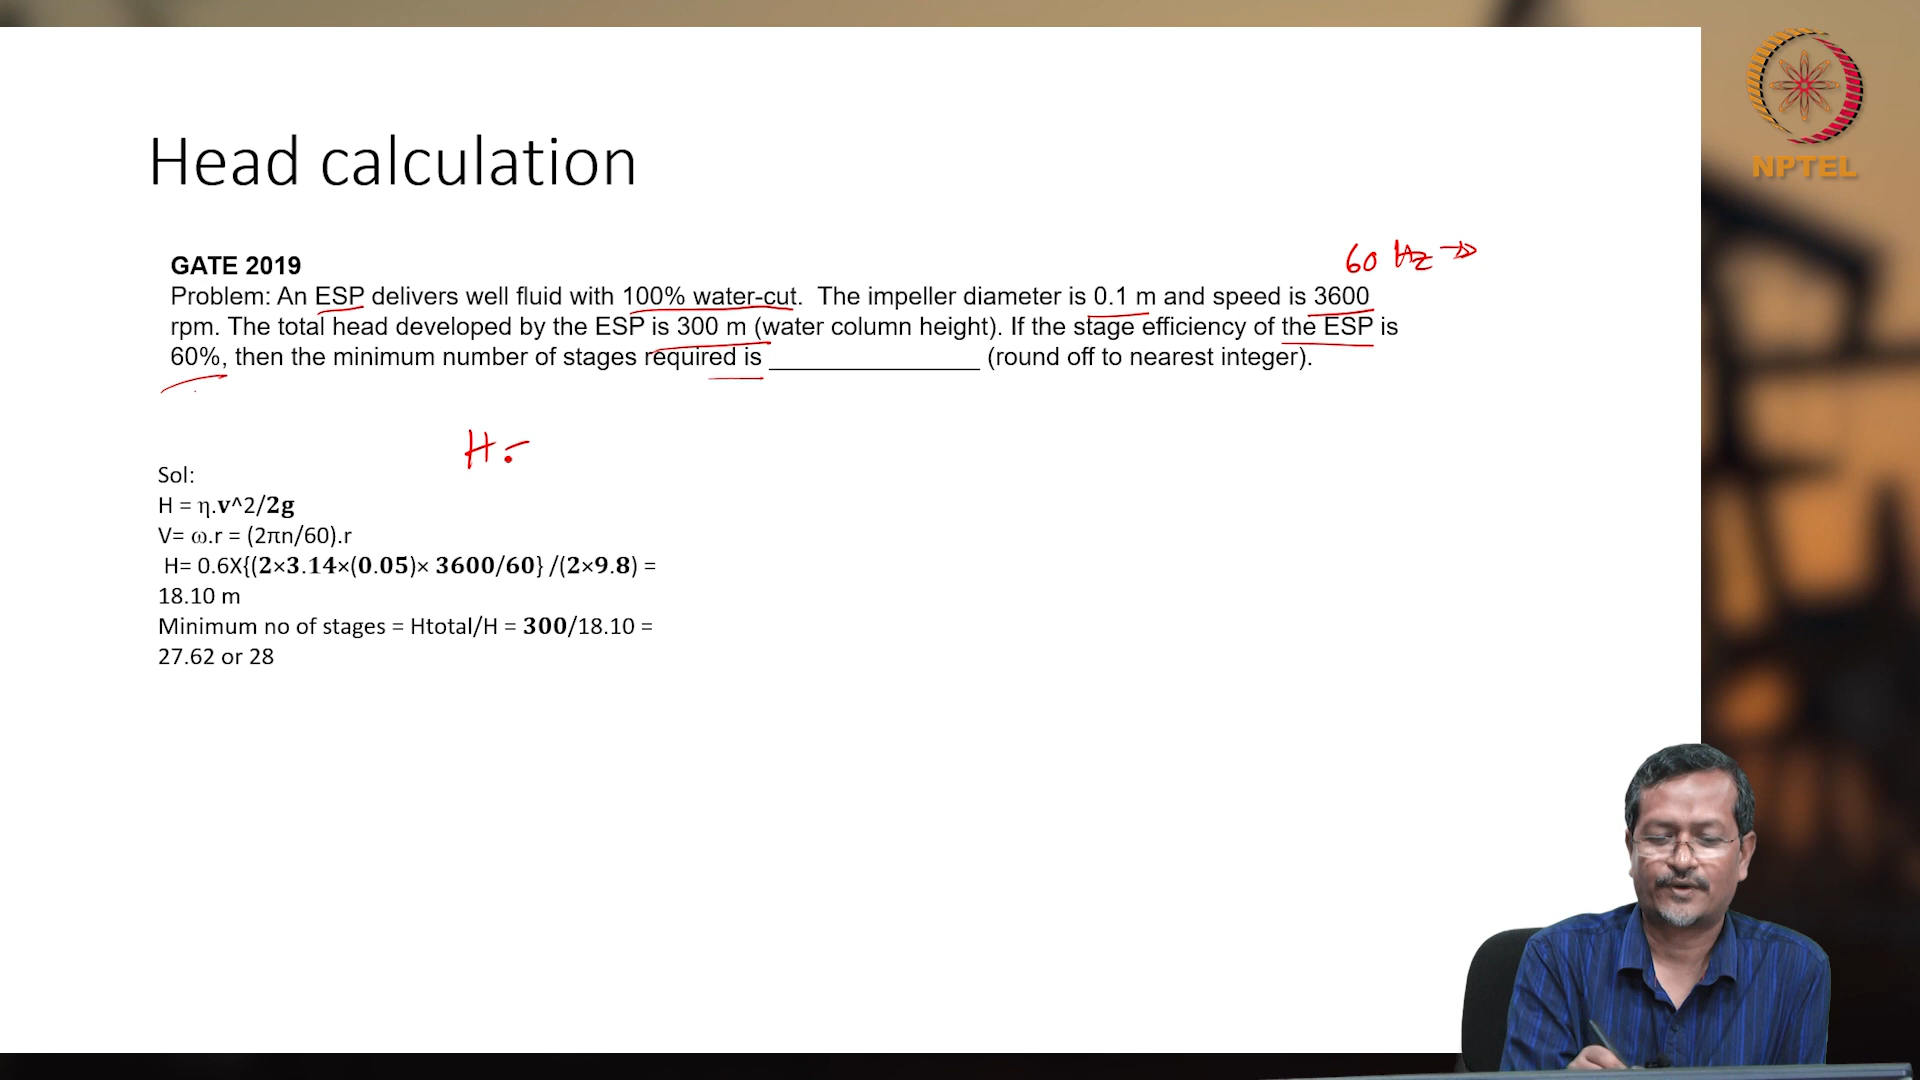 NPTEL
Head calculation
60 Hz →
GATE 2019
Problem: An ESP delivers well fluid with 100% water-cut. The impeller diameter is 0.1 m and speed is 3600
rpm. The total head developed by the ESP is 300 m (water column height). If the stage efficiency of the ESP is
60%, then the minimum number of stages required is ________________ (round off to nearest integer).
H =
Sol:
H = η.v^2/2g
V= ω.r = (2πn/60).r
H= 0.6X{(2×3.14×(0.05)× 3600/60} /(2×9.8) =
18.10 m
Minimum no of stages = Htotal/H = 300/18.10 =
27.62 or 28